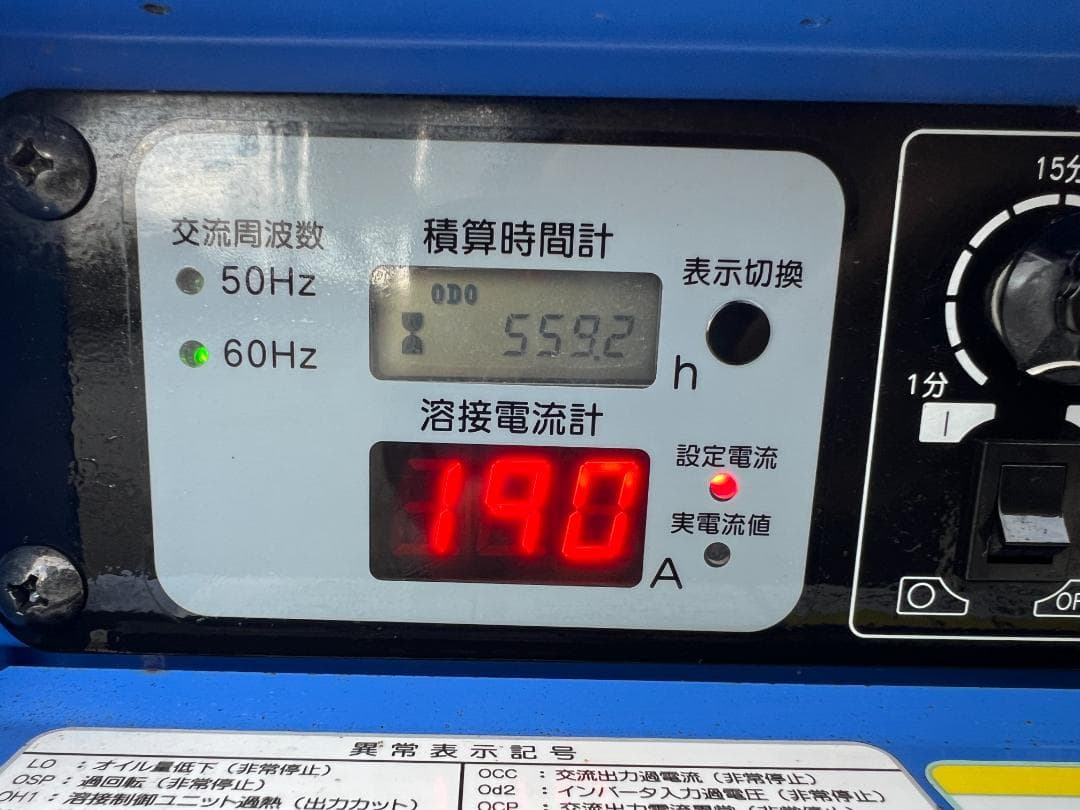 交流周波数
50Hz
60Hz
積算時間計
ODO
559.2
h
表示切換
溶接電流計
190
A
設定電流
実電流値
15分
1分
I
O
異常表示記号
LO : オイル量低下 (非常停止)
OSP : 過回転 (非常停止)
OH1 : 溶接制御ユニット過熱 (出力カット)
OCC : 交流出力過電流 (非常停止)
Od2 : インバータ入力過電圧 (非常停止)
OCP